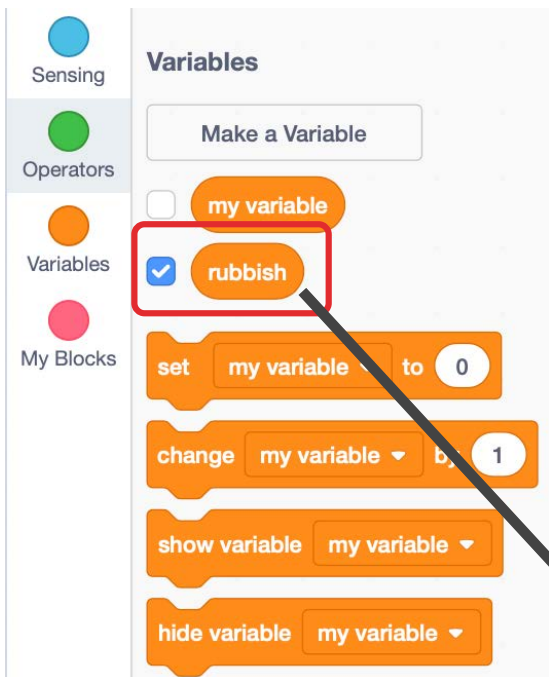 Sensing
Operators
Variables
My Blocks
Variables
Make a Variable
my variable
rubbish
set my variable to 0
change my variable by 1
show variable my variable
hide variable my variable